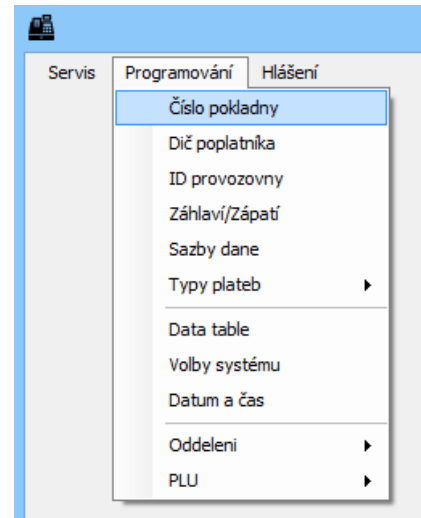 Servis Programování Hlášení
Číslo pokladny
Dič poplatníka
ID provozovny
Záhlaví/Zápatí
Sazby dane
Typy plateb
Data table
Volby systému
Datum a čas
Oddeleni
PLU